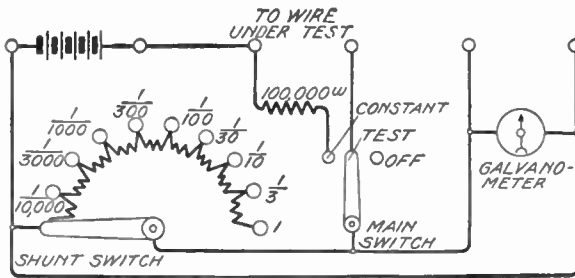 TO WIRE
UNDER TEST
100,000ω
CONSTANT
TEST
OFF
GALVANO-
METER
MAIN
SWITCH
SHUNT SWITCH
1/10,000
1/3000
1/1000
1/300
1/100
1/30
1/10
1/3
1